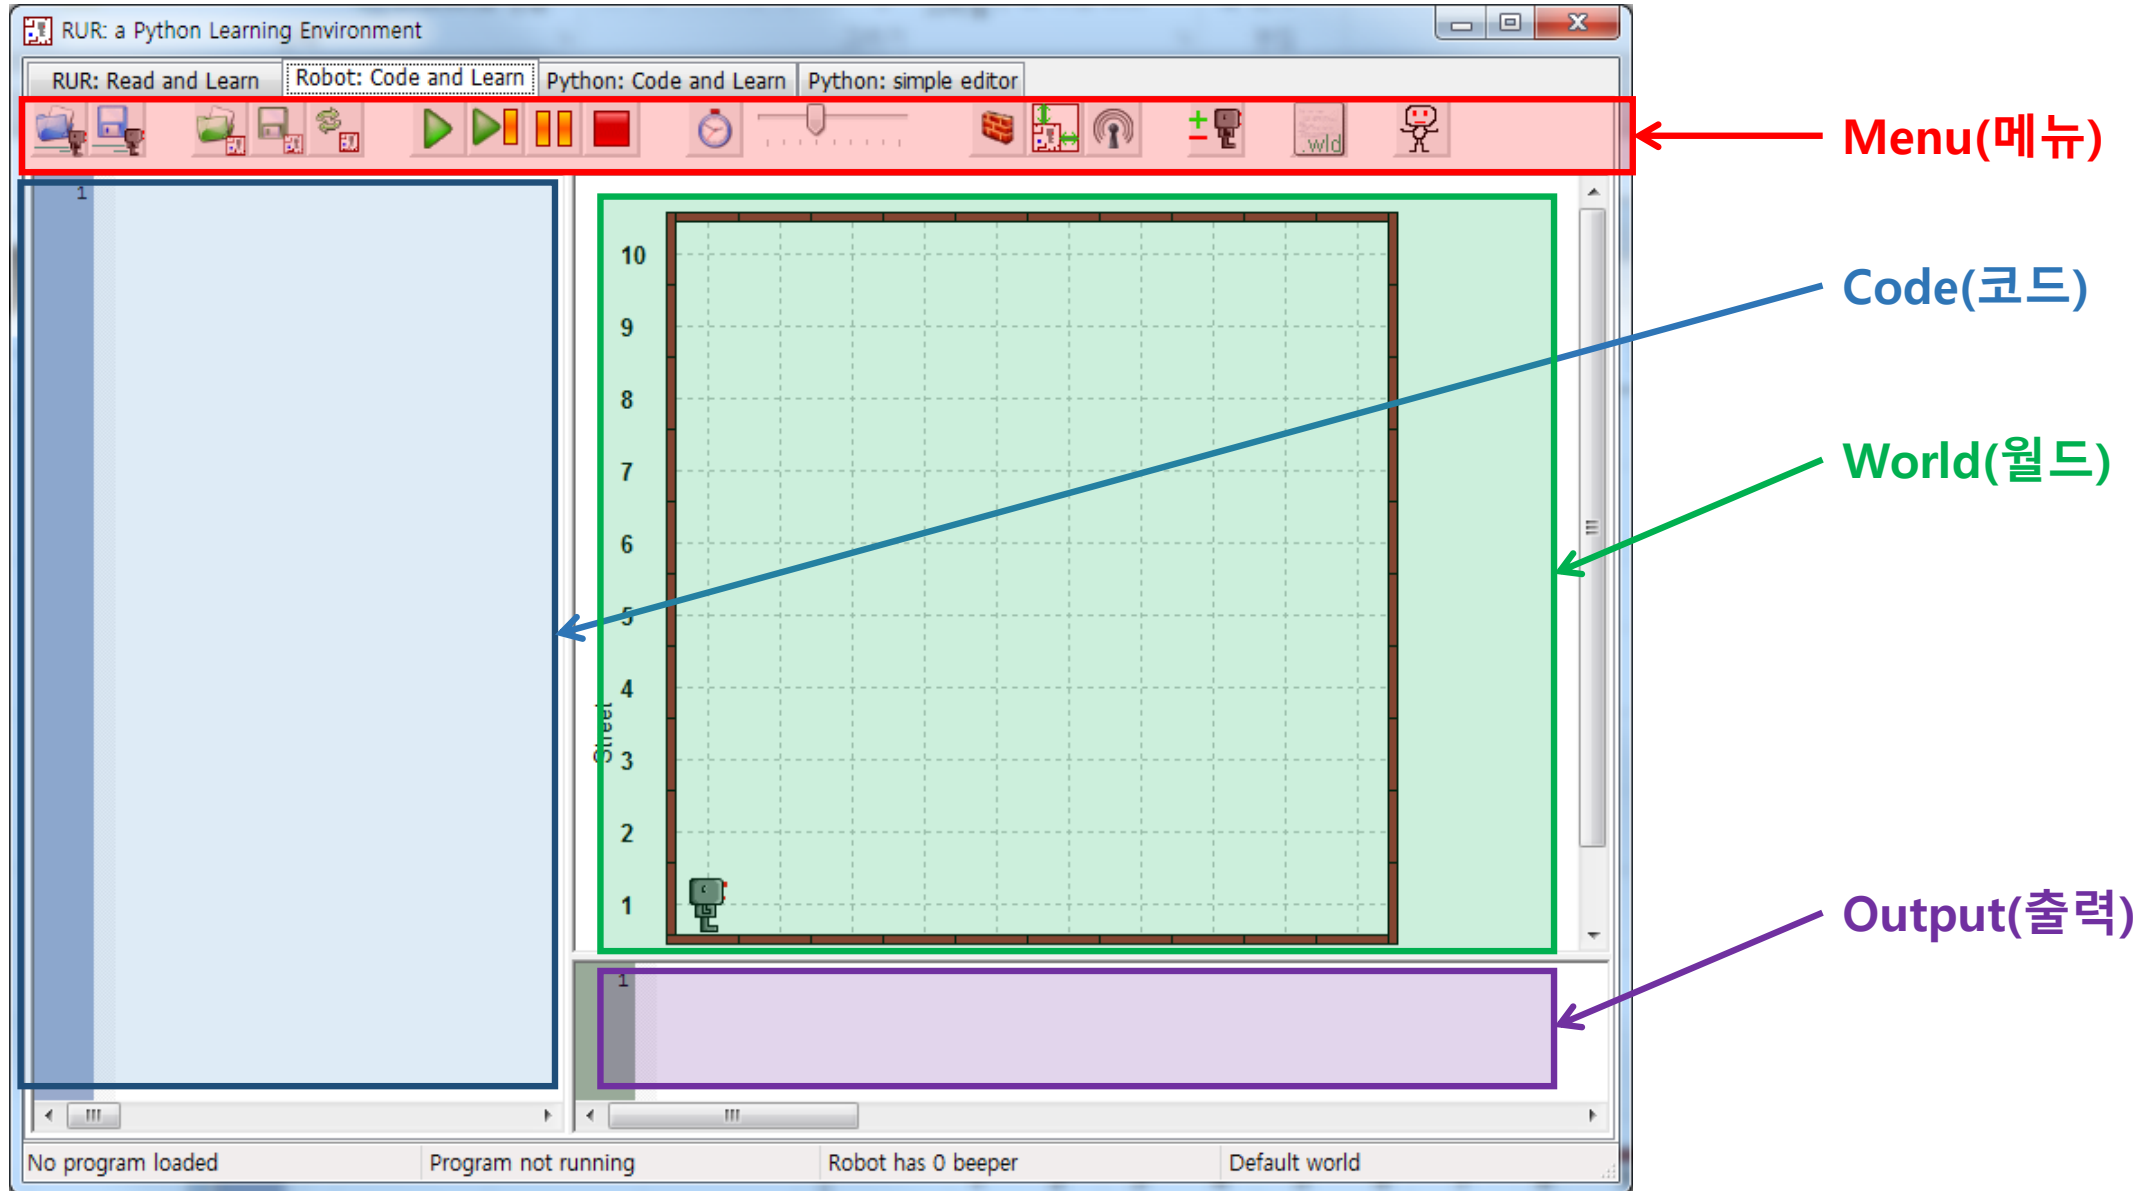 RUR: a Python Learning Environment
RUR: Read and Learn
Robot: Code and Learn
Python: Code and Learn
Python: simple editor
.wld
Menu(메뉴)
1
10
9
8
7
6
5
4
3
2
1
Street
Code(코드)
World(월드)
Output(출력)
1
No program loaded
Program not running
Robot has 0 beeper
Default world